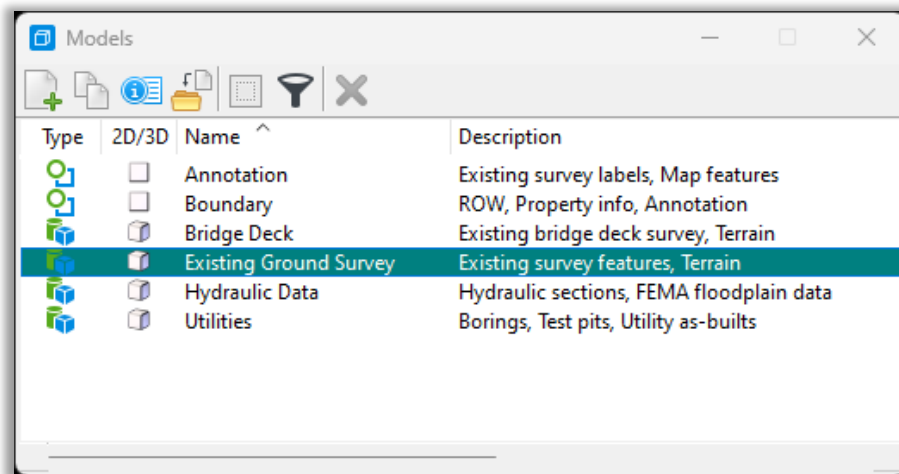 Models
Type 2D/3D Name Description
Annotation Existing survey labels, Map features
Boundary ROW, Property info, Annotation
Bridge Deck Existing bridge deck survey, Terrain
Existing Ground Survey Existing survey features, Terrain
Hydraulic Data Hydraulic sections, FEMA floodplain data
Utilities Borings, Test pits, Utility as-builts